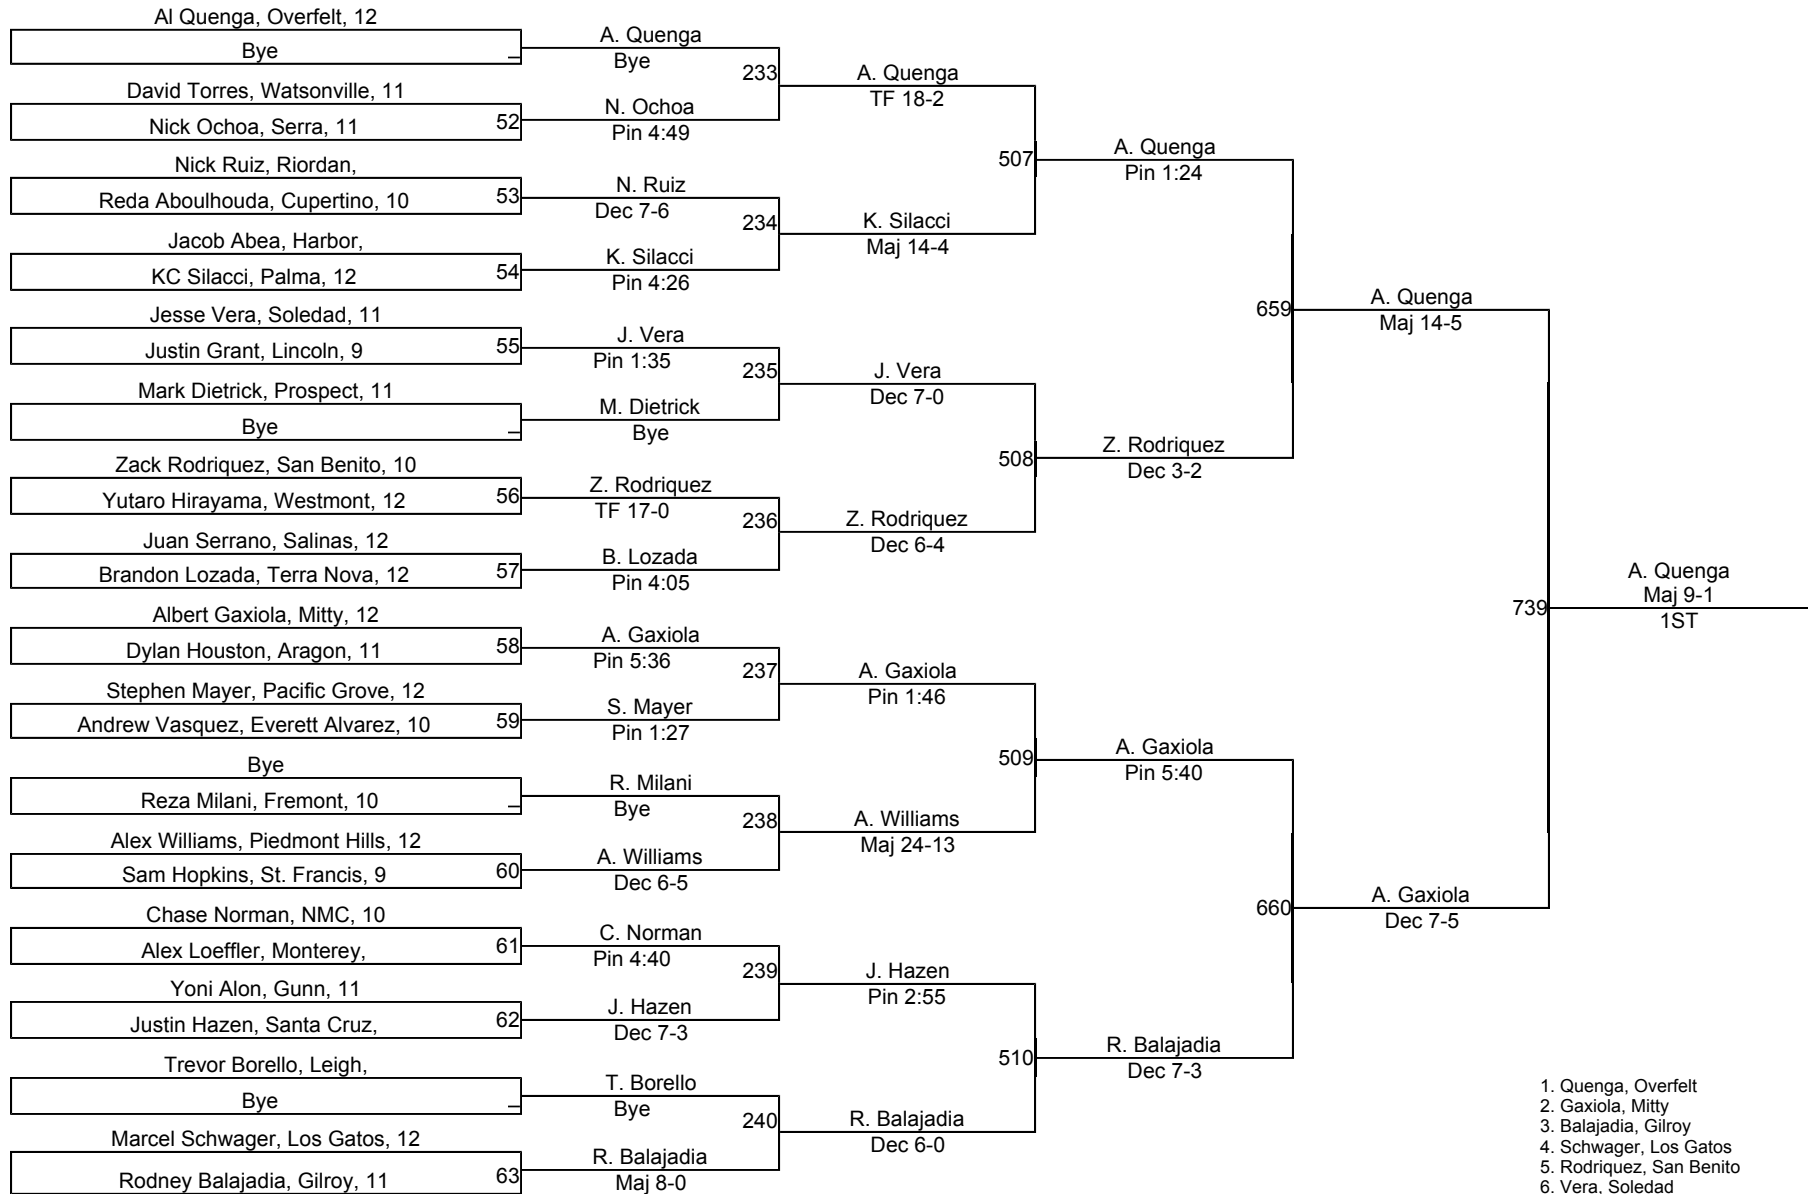 Al Quenga, Overfelt, 12
Bye
_
David Torres, Watsonville, 11
Nick Ochoa, Serra, 11
52
Nick Ruiz, Riordan,
Reda Aboulhouda, Cupertino, 10
53
Jacob Abea, Harbor,
KC Silacci, Palma, 12
54
Jesse Vera, Soledad, 11
Justin Grant, Lincoln, 9
55
Mark Dietrick, Prospect, 11
Bye
_
Zack Rodriquez, San Benito, 10
Yutaro Hirayama, Westmont, 12
56
Juan Serrano, Salinas, 12
Brandon Lozada, Terra Nova, 12
57
Albert Gaxiola, Mitty, 12
Dylan Houston, Aragon, 11
58
Stephen Mayer, Pacific Grove, 12
Andrew Vasquez, Everett Alvarez, 10
59
Bye
Reza Milani, Fremont, 10
_
Alex Williams, Piedmont Hills, 12
Sam Hopkins, St. Francis, 9
60
Chase Norman, NMC, 10
Alex Loeffler, Monterey,
61
Yoni Alon, Gunn, 11
Justin Hazen, Santa Cruz,
62
Trevor Borello, Leigh,
Bye
_
Marcel Schwager, Los Gatos, 12
Rodney Balajadia, Gilroy, 11
63
A. Quenga
Bye
233
N. Ochoa
Pin 4:49
N. Ruiz
Dec 7-6
234
K. Silacci
Pin 4:26
J. Vera
Pin 1:35
235
M. Dietrick
Bye
Z. Rodriquez
TF 17-0
236
B. Lozada
Pin 4:05
A. Gaxiola
Pin 5:36
237
S. Mayer
Pin 1:27
R. Milani
Bye
238
A. Williams
Dec 6-5
C. Norman
Pin 4:40
239
J. Hazen
Dec 7-3
T. Borello
Bye
240
R. Balajadia
Maj 8-0
A. Quenga
TF 18-2
507
K. Silacci
Maj 14-4
J. Vera
Dec 7-0
508
Z. Rodriquez
Dec 6-4
A. Gaxiola
Pin 1:46
509
A. Williams
Maj 24-13
J. Hazen
Pin 2:55
510
R. Balajadia
Dec 6-0
A. Quenga
Pin 1:24
659
Z. Rodriquez
Dec 3-2
A. Gaxiola
Pin 5:40
660
R. Balajadia
Dec 7-3
A. Quenga
Maj 14-5
739
A. Gaxiola
Dec 7-5
A. Quenga
Maj 9-1
1ST
1. Quenga, Overfelt
2. Gaxiola, Mitty
3. Balajadia, Gilroy
4. Schwager, Los Gatos
5. Rodriquez, San Benito
6. Vera, Soledad